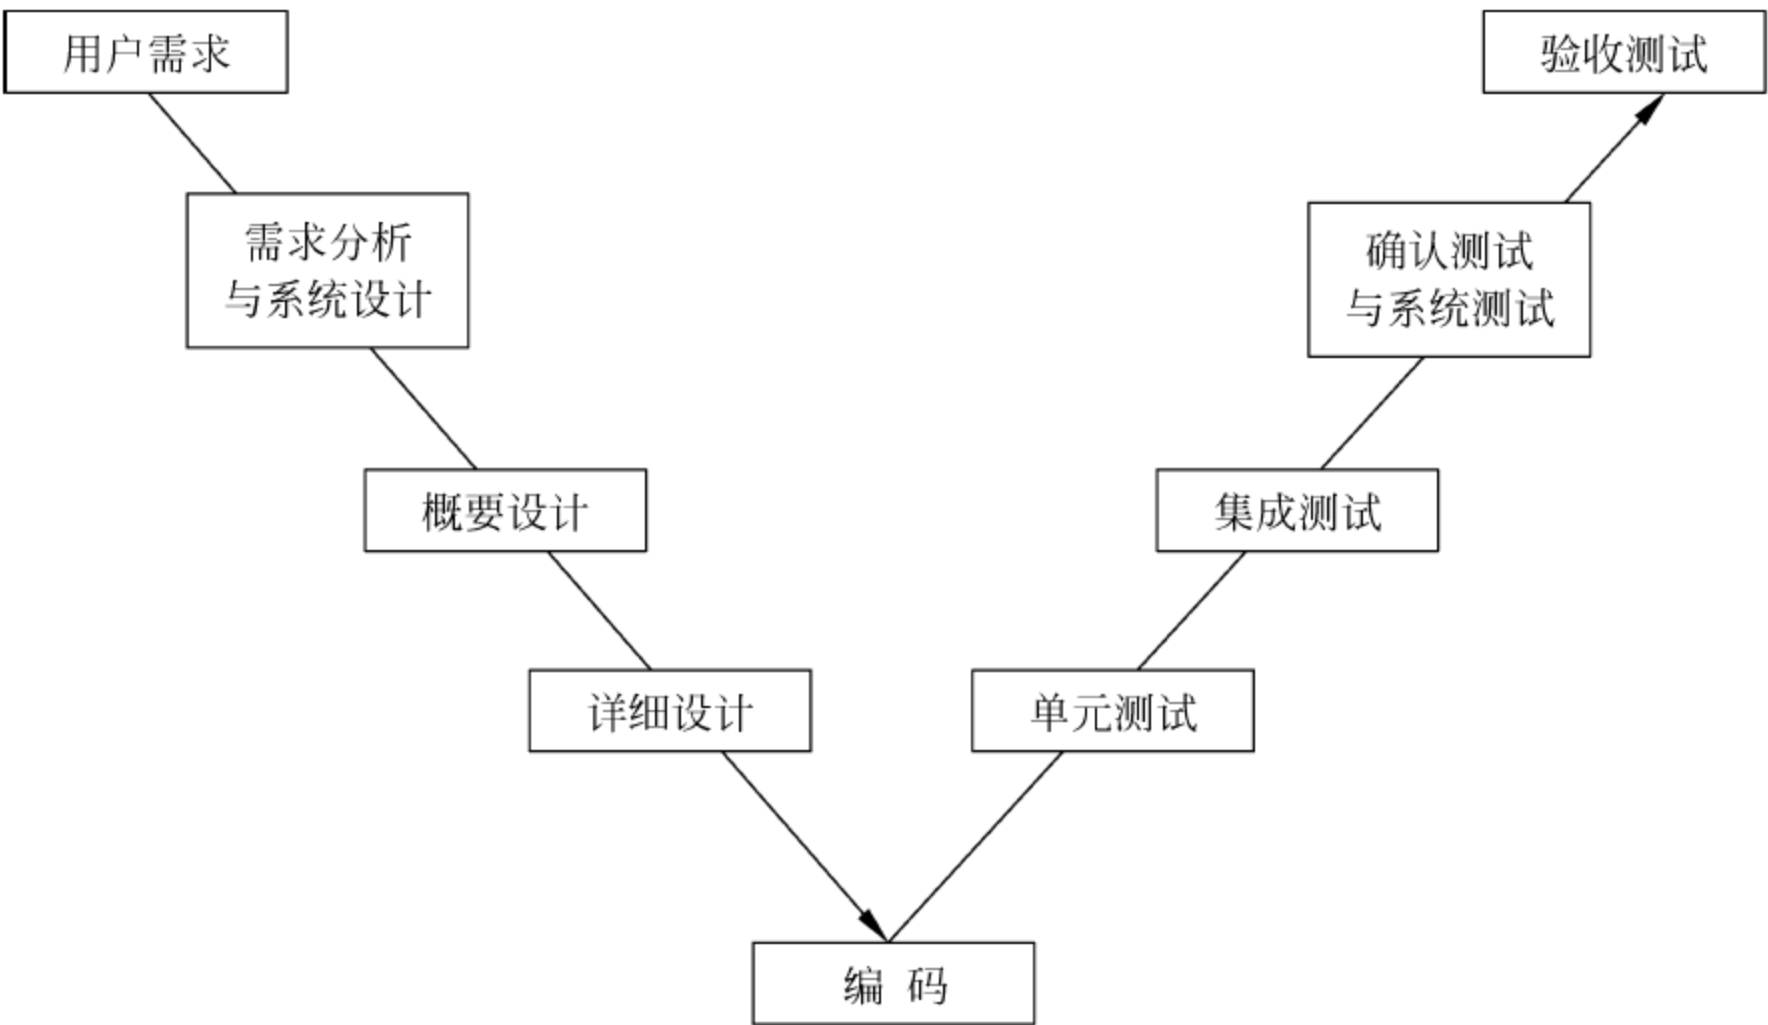 用户需求
验收测试
需求分析
与系统设计
确认测试
与系统测试
概要设计
集成测试
详细设计
单元测试
编 码